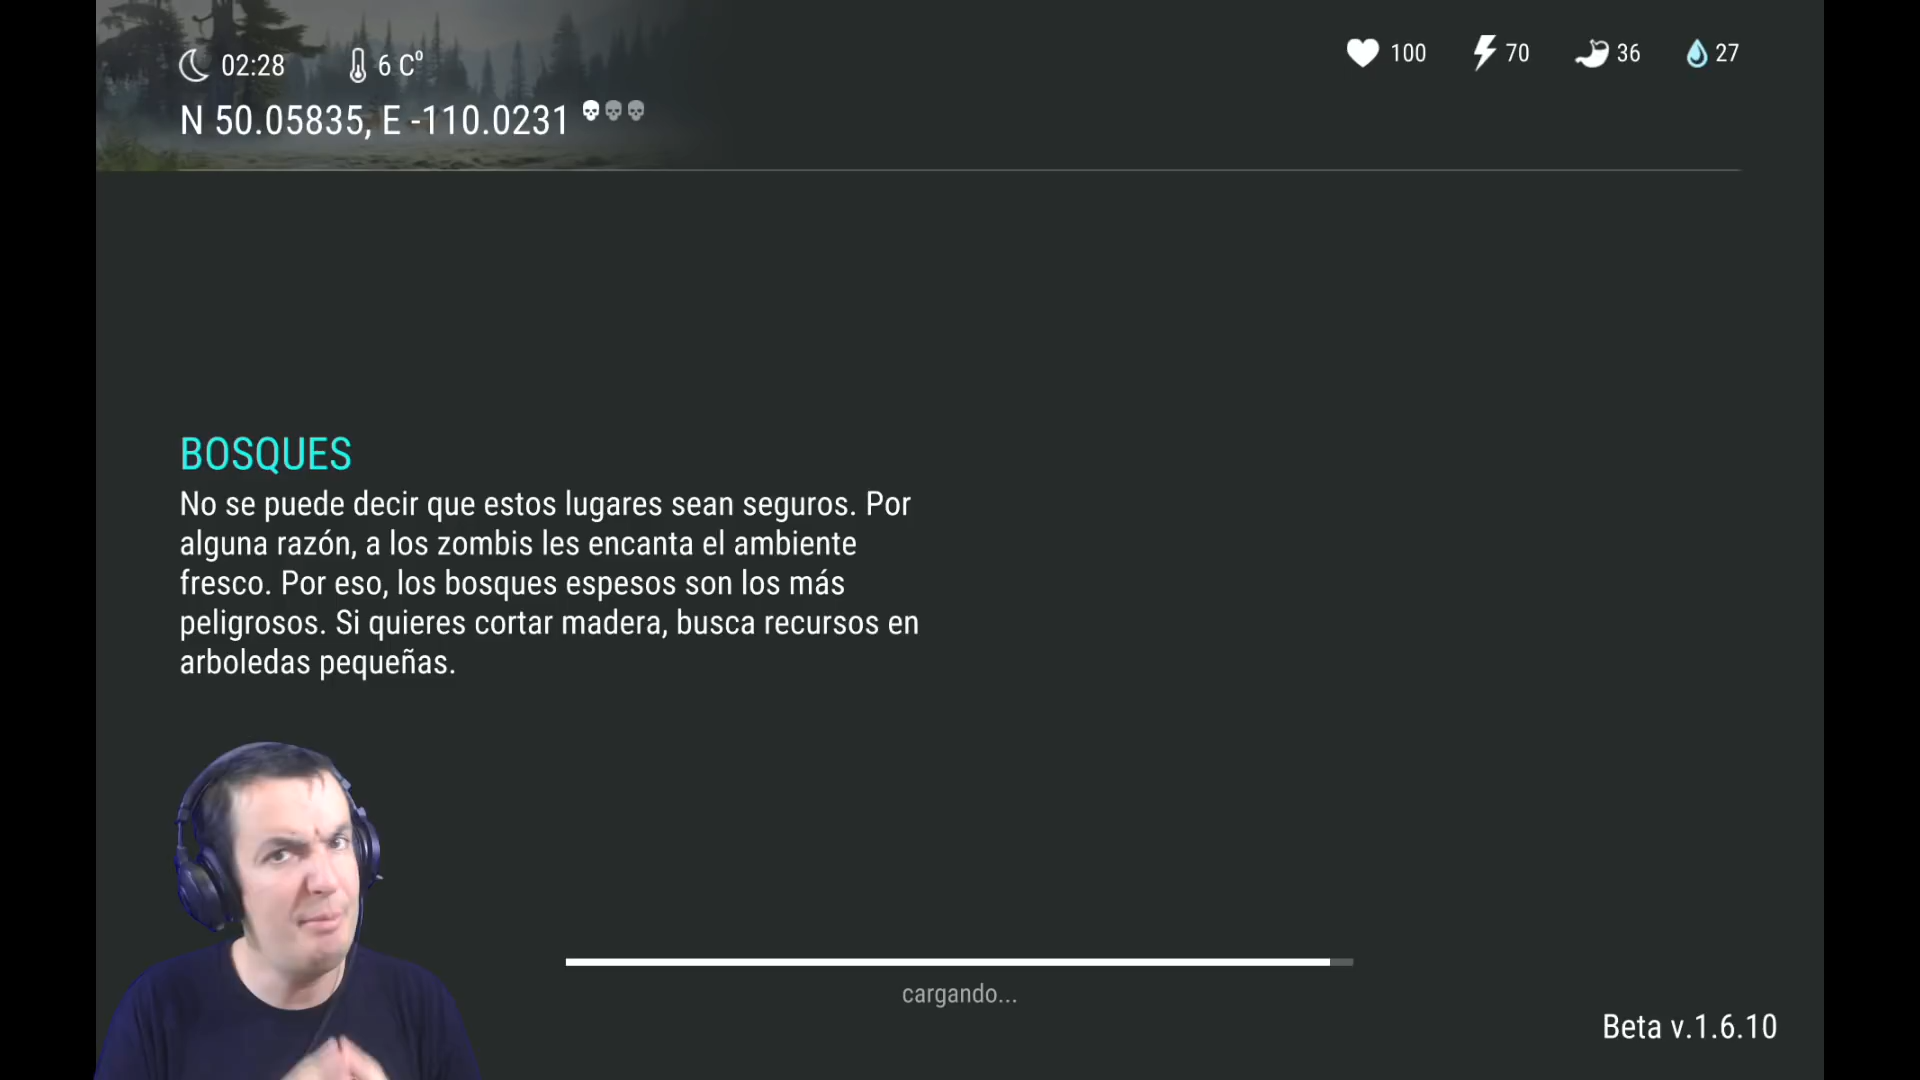 02:28 6 C⁰ 100 70 36 27
N 50.05835, E -110.0231
BOSQUES
No se puede decir que estos lugares sean seguros. Por
alguna razón, a los zombis les encanta el ambiente
fresco. Por eso, los bosques espesos son los más
peligrosos. Si quieres cortar madera, busca recursos en
arboledas pequeñas.
cargando...
Beta v.1.6.10